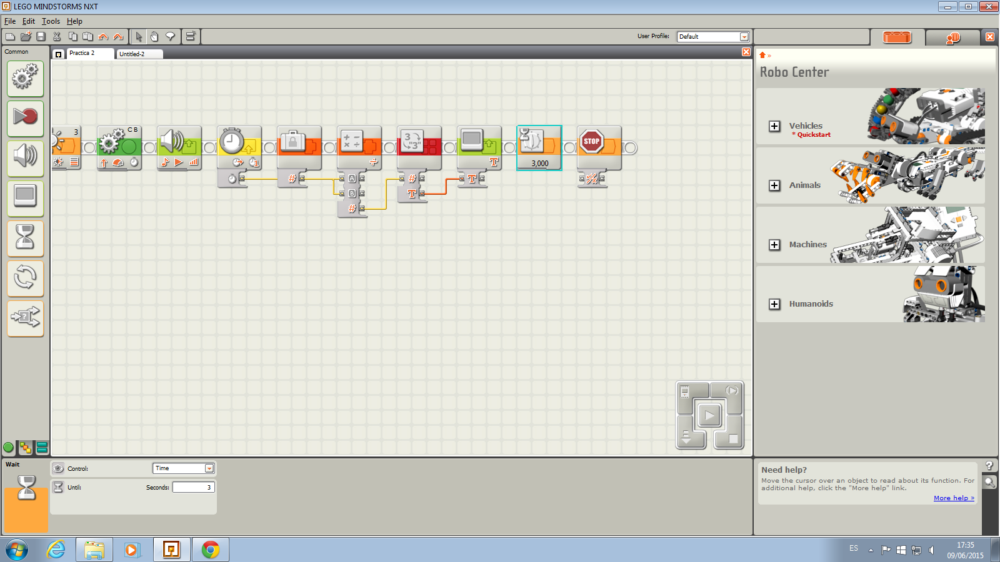 LEGO MINDSTORMS NXT
File Edit Tools Help
User Profile: Default
Common
Practica 2
Untitled-2
3
C B
1
3 "3"
STOP
T
3,000
#
A
#
T
T
B
T
#
Robo Center
Vehicles
* Quickstart
Animals
Machines
Humanoids
Wait
Control: Time
Until: Seconds: 3
Need help?
Move the cursor over an object to read about its function. For
additional help, click the "More help" link.
More help »
ES
17:35
09/06/2015